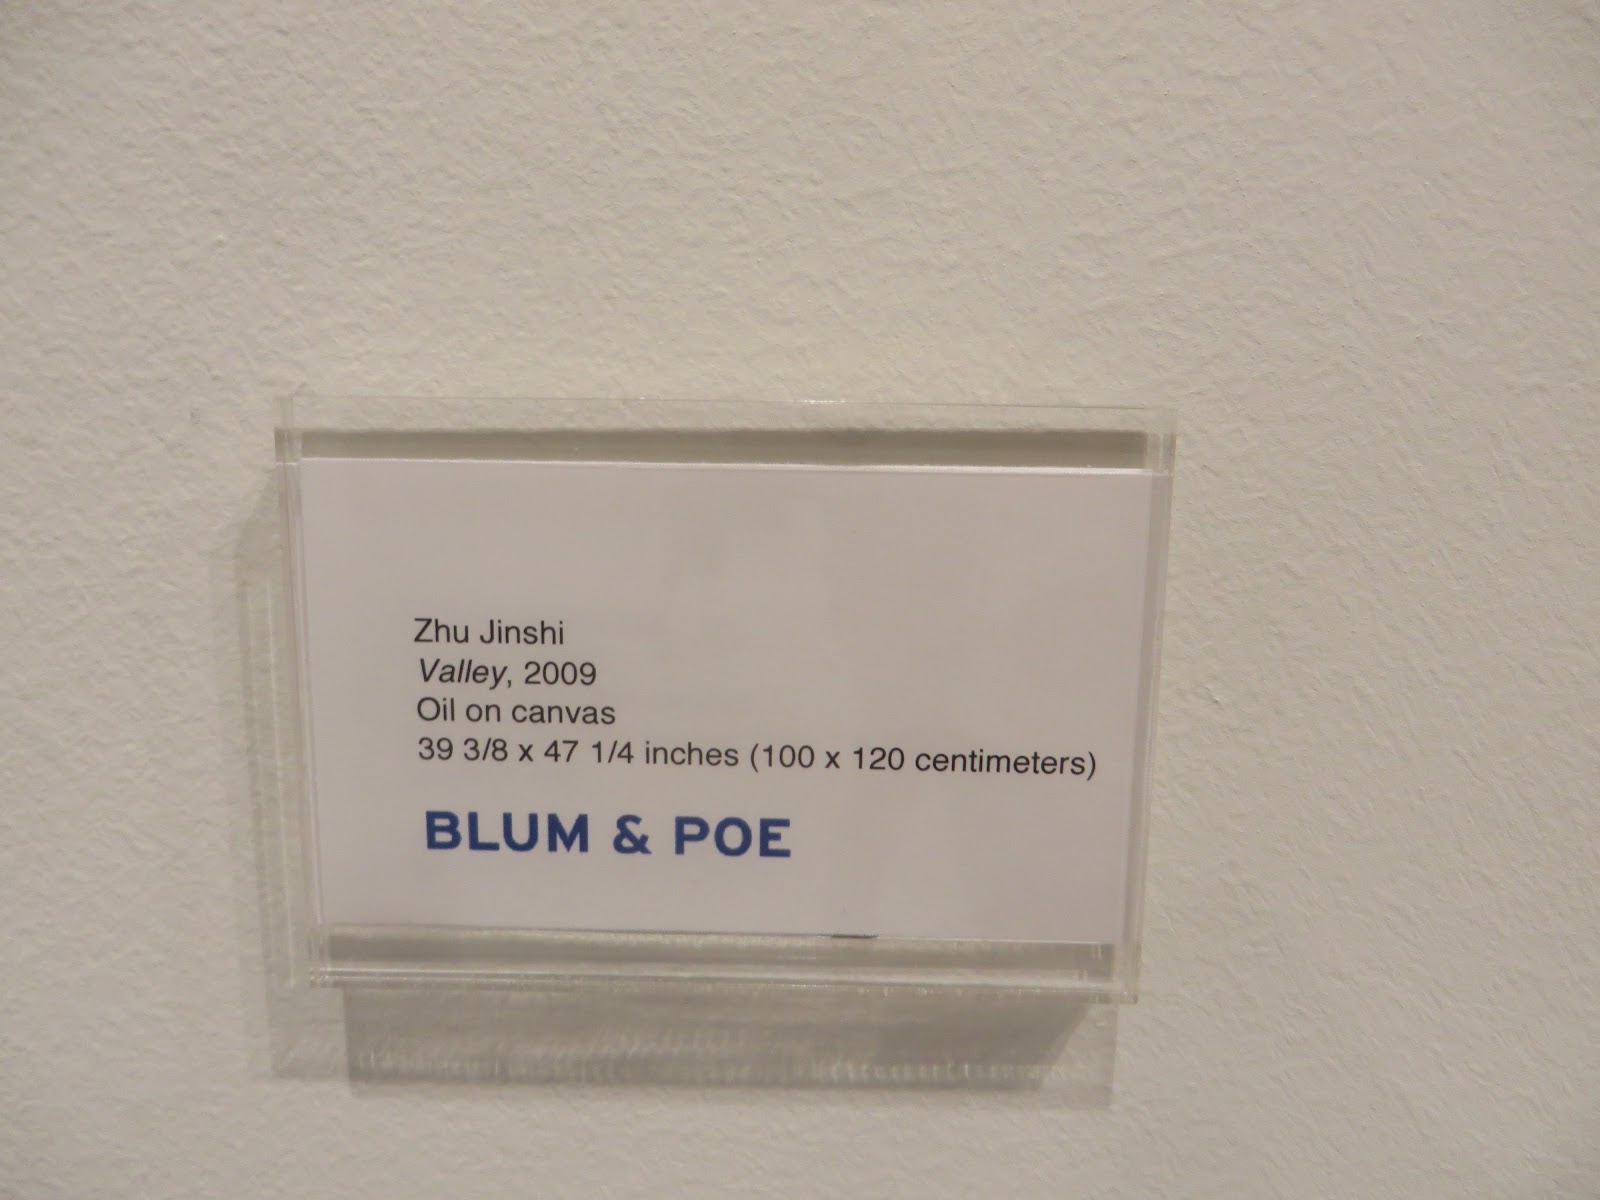 Zhu Jinshi
Valley, 2009
Oil on canvas
39 3/8 x 47 1/4 inches (100 x 120 centimeters)
BLUM & POE